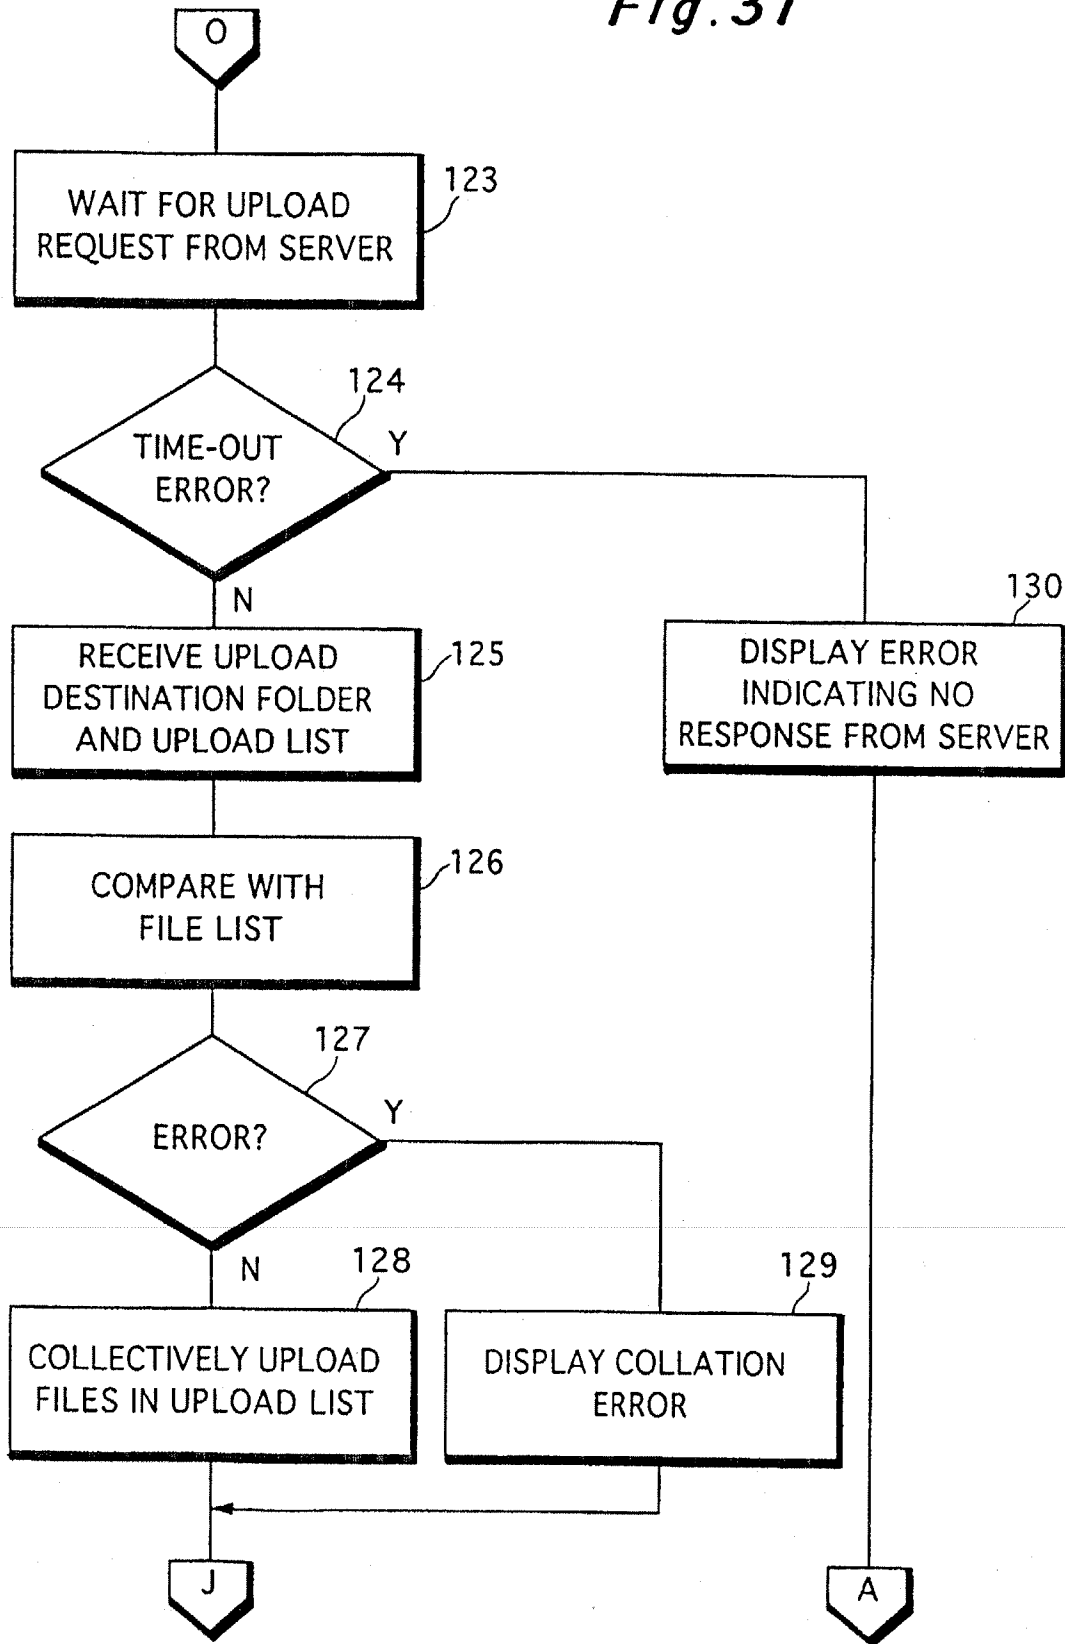 Fig. 31
O
WAIT FOR UPLOAD
REQUEST FROM SERVER
123
124
TIME-OUT
ERROR?
Y
N
RECEIVE UPLOAD
DESTINATION FOLDER
AND UPLOAD LIST
125
130
DISPLAY ERROR
INDICATING NO
RESPONSE FROM SERVER
COMPARE WITH
FILE LIST
126
127
ERROR?
Y
N
128
COLLECTIVELY UPLOAD
FILES IN UPLOAD LIST
129
DISPLAY COLLATION
ERROR
J
A